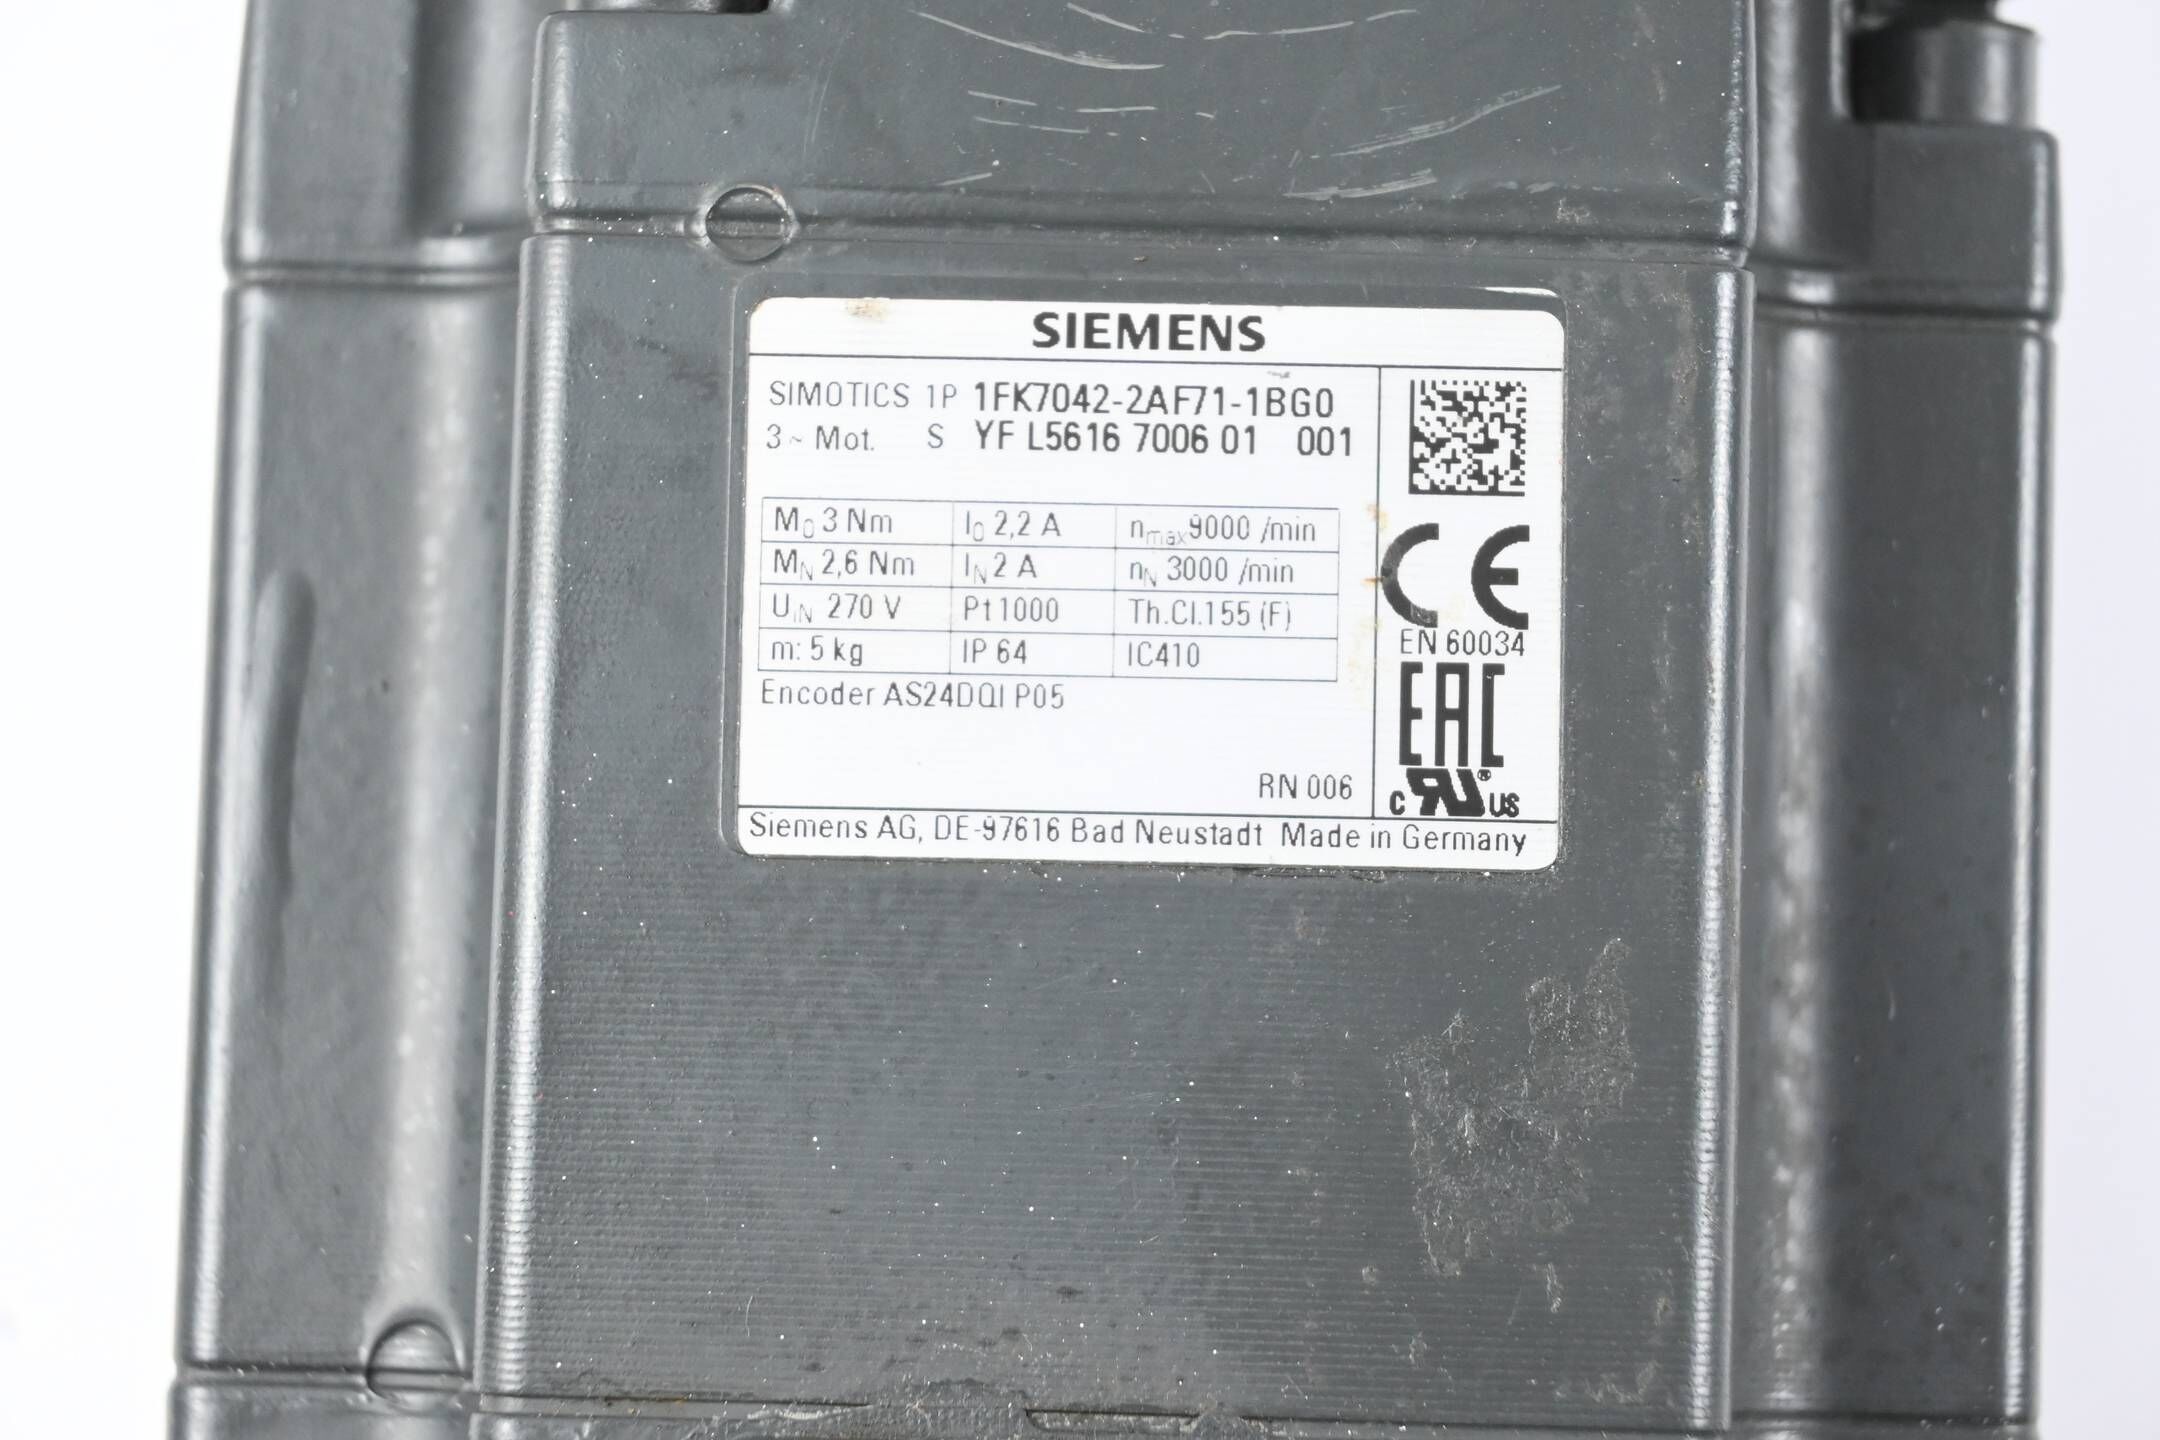 SIEMENS
SIMOTICS 1P 1FK7042-2AF71-1BG0
3~ Mot. S YF L5616 7006 01 001
M0 3 Nm I0 2,2 A nmax 9000 /min
MN 2,6 Nm IN 2 A nN 3000 /min
UIN 270 V Pt1000 Th.Cl.155 (F)
m: 5 kg IP 64 IC410
Encoder AS24DQI P05
RN 006
CE
EN 60034
EAC
c RU® US
Siemens AG, DE-97616 Bad Neustadt Made in Germany